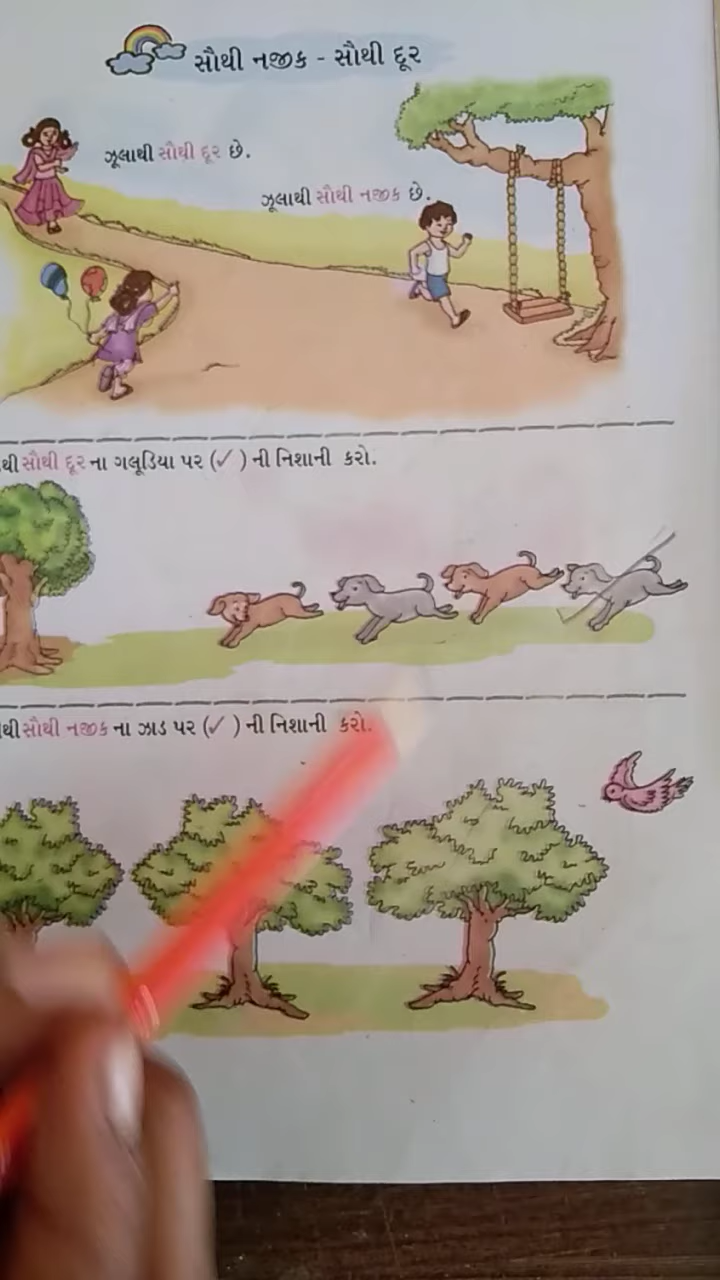 સૌથી નજીક - સૌથી દૂર
ઝૂલાથી સૌથી દૂર છે.
ઝૂલાથી સૌથી નજીક છે.
થી સૌથી દૂર ના ગલૂડિયા પર (✓) ની નિશાની કરો.
થી સૌથી નજીક ના ઝાડ પર (✓) ની નિશાની કરો.